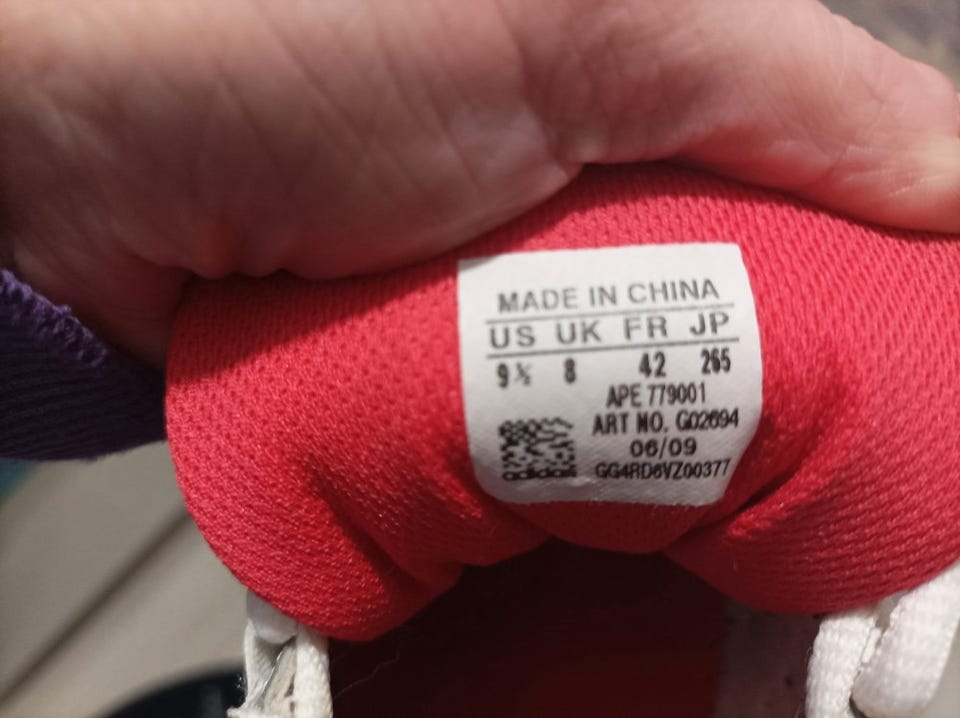 MADE IN CHINA
US UK FR JP
9½ 8 42 265
APE 779001
ART NO. G02694
06/09
GG4RD6VZ00377